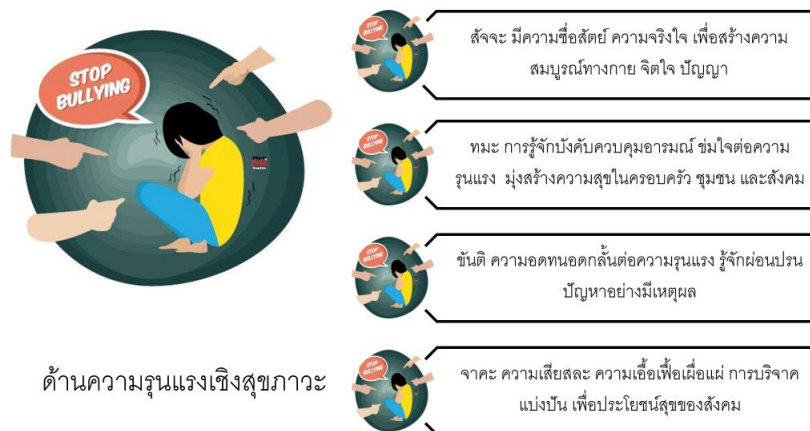 STOP
BULLYING
ด้านความรุนแรงเชิงสุขภาวะ
STOP
BULLYING
สัจจะ มีความซื่อสัตย์ ความจริงใจ เพื่อสร้างความ
สมบูรณ์ทางกาย จิตใจ ปัญญา
STOP
BULLYING
ทมะ การรู้จักบังคับควบคุมอารมณ์ ข่มใจต่อความ
รุนแรง มุ่งสร้างความสุขในครอบครัว ชุมชน และสังคม
STOP
BULLYING
ขันติ ความอดทนอดกลั้นต่อความรุนแรง รู้จักผ่อนปรน
ปัญหาอย่างมีเหตุผล
STOP
BULLYING
จาคะ ความเสียสละ ความเอื้อเฟื้อเผื่อแผ่ การบริจาค
แบ่งปัน เพื่อประโยชน์สุขของสังคม